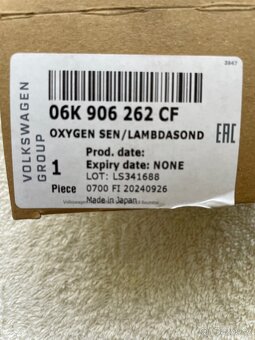 3847
06K 906 262 CF
OXYGEN SEN/LAMBDASOND
VOLKSWAGEN
GROUP
EAC
Prod. date:
Expiry date: NONE
LOT: LS341688
1
Piece
0700 FI 20240926
Made in Japan